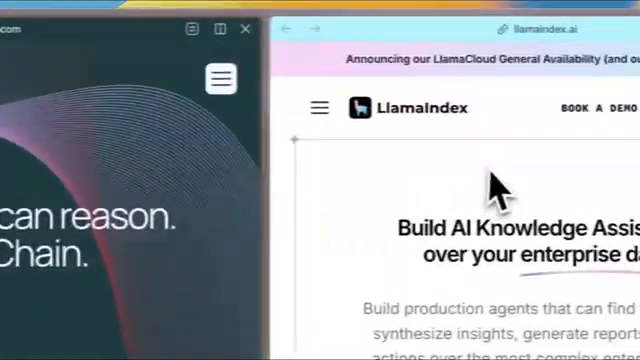 .com
can reason.
Chain.
llamaindex.ai
Announcing our LlamaCloud General Availability (and ou
LlamaIndex
BOOK A DEMO
Build AI Knowledge Assis
over your enterprise da
Build production agents that can find
synthesize insights, generate reports
actions over the most complex enter